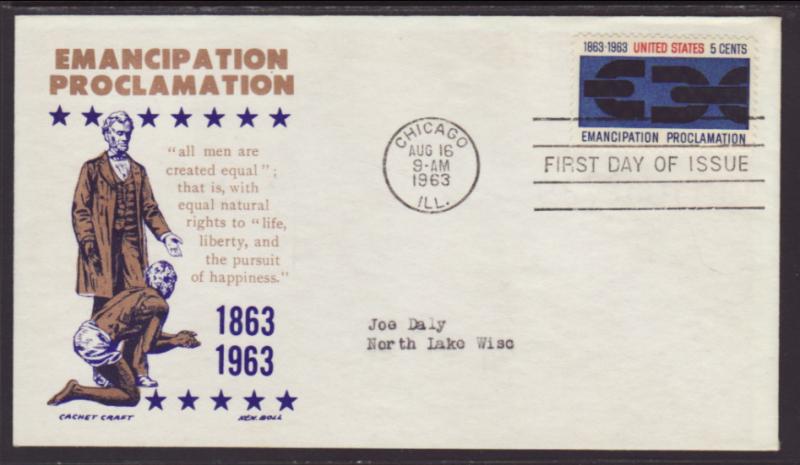 EMANCIPATION
PROCLAMATION
"all men are
created equal";
that is, with
equal natural
rights to "life,
liberty, and
the pursuit
of happiness."
1863
1963
CACHET CRAFT
KEN BOLL
CHICAGO
AUG 16
9-AM
1963
ILL.
1863-1963 UNITED STATES 5 CENTS
EMANCIPATION PROCLAMATION
FIRST DAY OF ISSUE
Joe Daly
North Lake Wisc